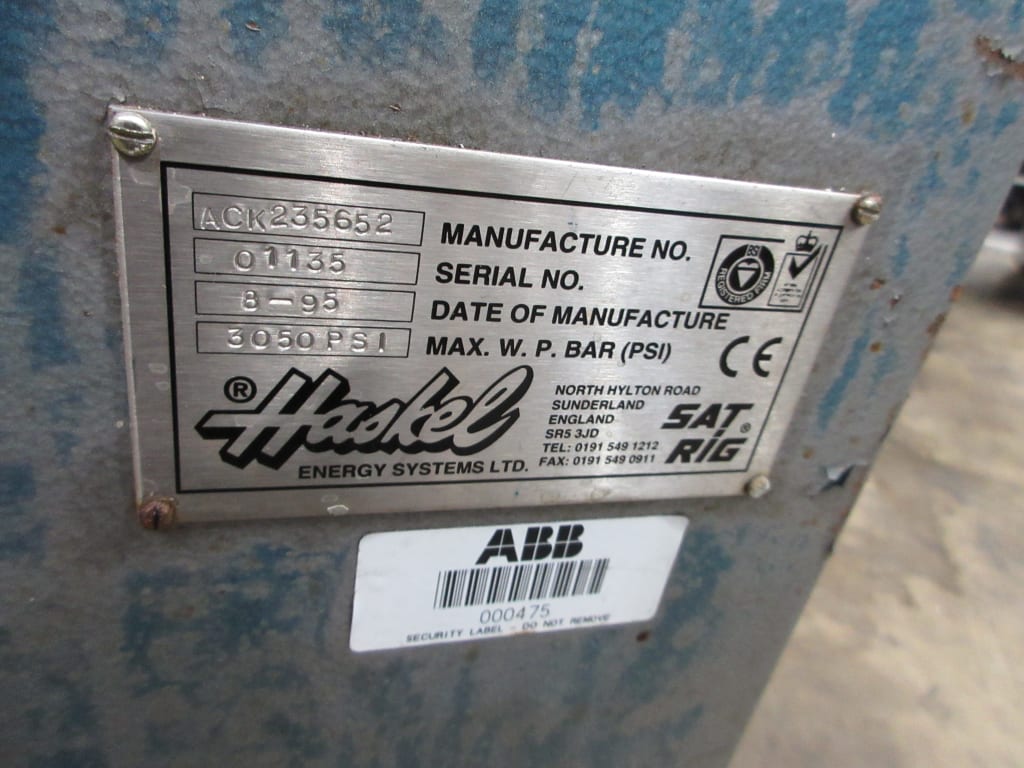 ACK235652 MANUFACTURE NO.
01135 SERIAL NO.
8-95 DATE OF MANUFACTURE
3050 PSI MAX. W. P. BAR (PSI)
REGISTERED FIRM
CE
® Haskel
ENERGY SYSTEMS LTD.
NORTH HYLTON ROAD
SUNDERLAND
ENGLAND
SR5 3JD
TEL: 0191 549 1212
FAX: 0191 549 0911
SAT®
RIG
ABB
000475
SECURITY LABEL - DO NOT REMOVE